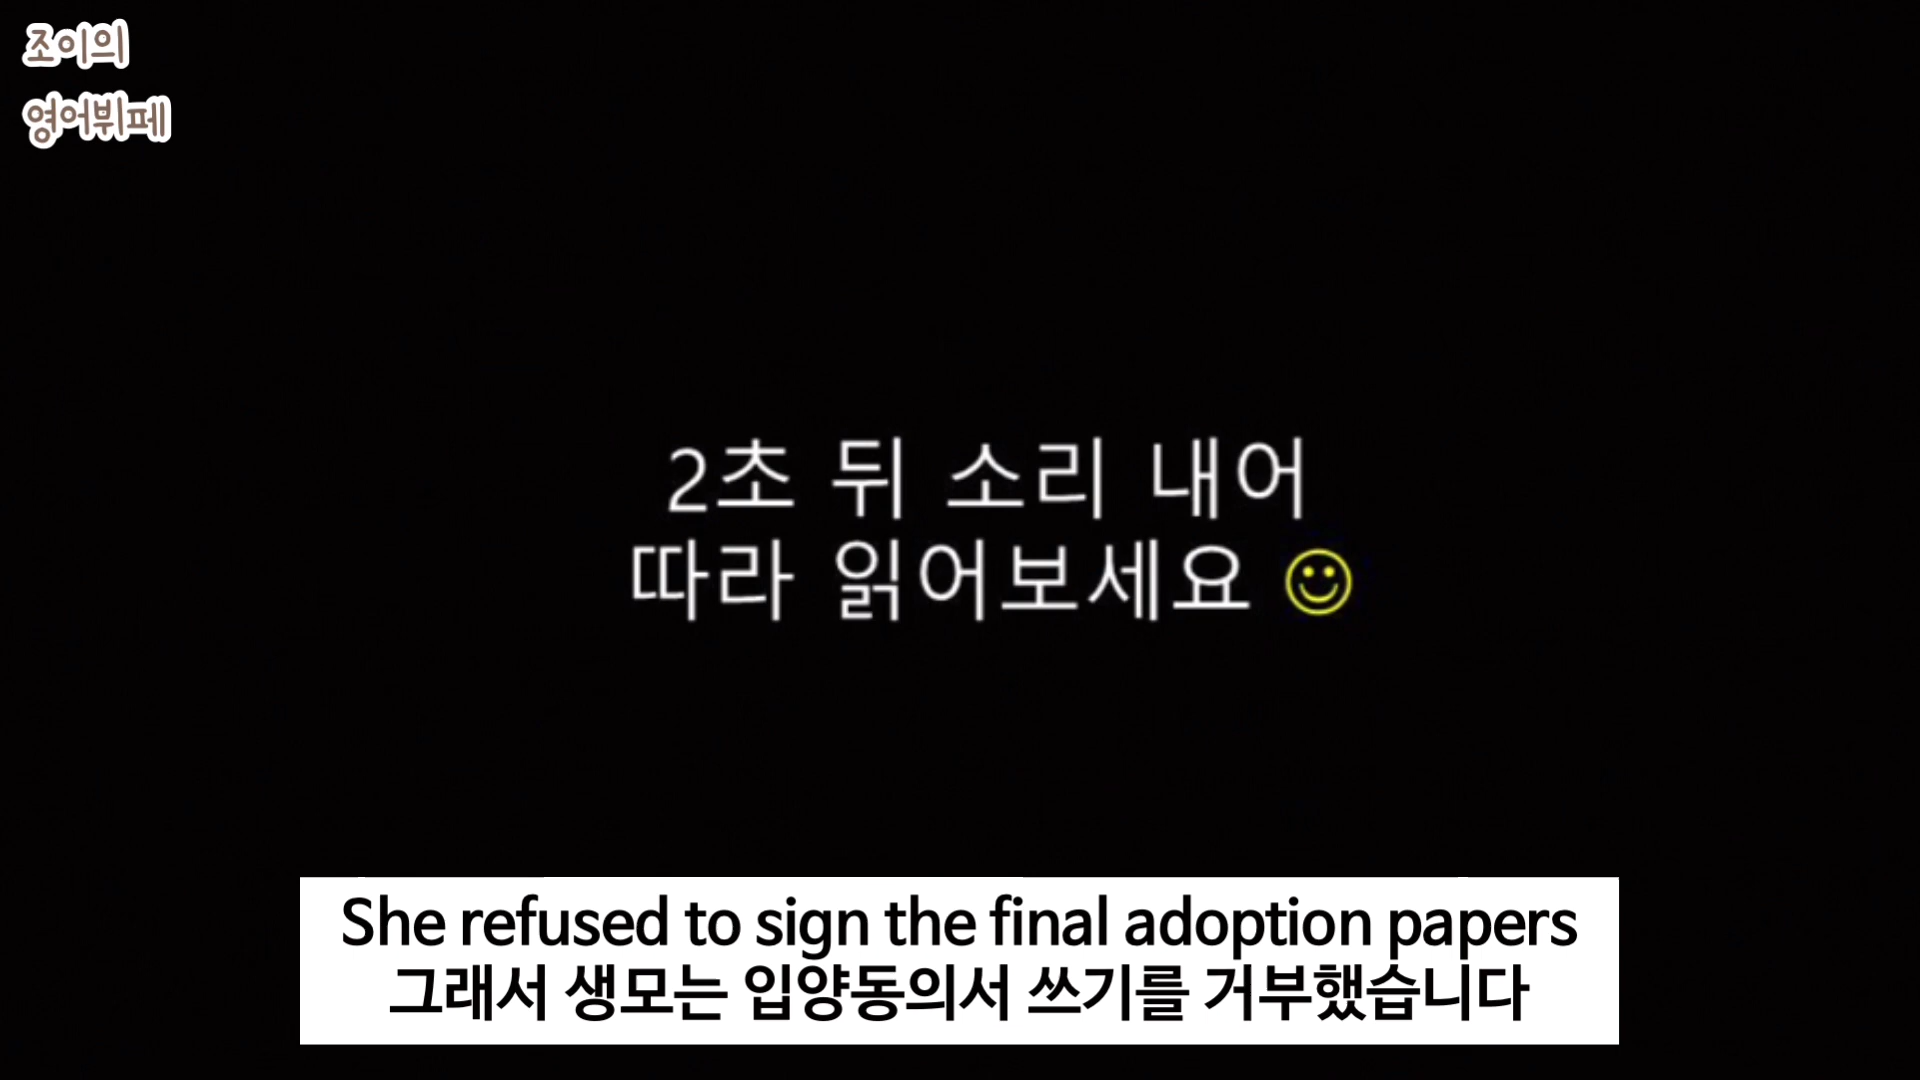 조이의
영어뷔페
2초 뒤 소리 내어
따라 읽어보세요 ☺
She refused to sign the final adoption papers
그래서 생모는 입양동의서 쓰기를 거부했습니다